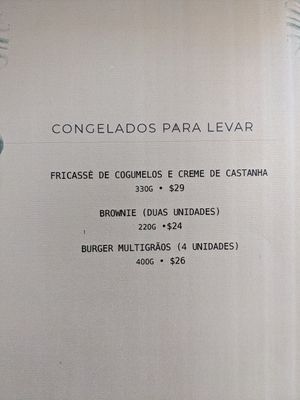 CONGELADOS PARA LEVAR
FRICASSÊ DE COGUMELOS E CREME DE CASTANHA
330G • $29
BROWNIE (DUAS UNIDADES)
220G •$24
BURGER MULTIGRÃOS (4 UNIDADES)
400G • $26